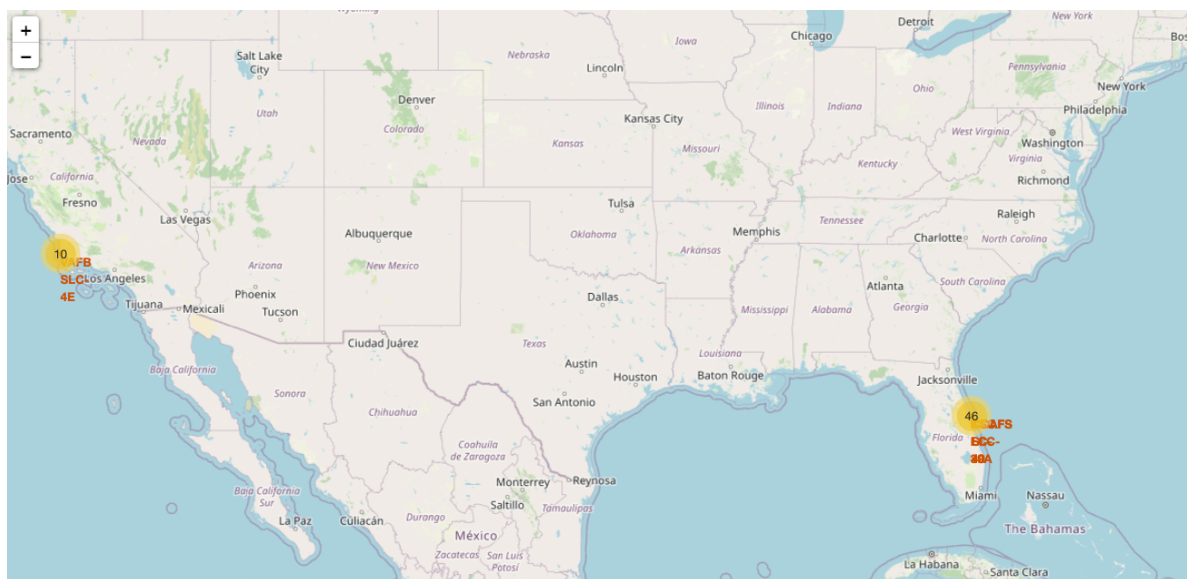 +
−
Wyoming
Detroit
New York
Iowa
Chicago
Bos
Nebraska
Salt Lake
City
Lincoln
Pennsylvania
New York
Denver
Utah
Illinois
Indiana
Ohio
Philadelphia
Sacramento
Nevada
Colorado
Kansas City
Kansas
Missouri
West Virginia
Washington
Jose
California
Kentucky
Virginia
Richmond
Fresno
Las Vegas
Tulsa
Raleigh
Albuquerque
Oklahoma
Memphis
Tennessee
Charlotte
North Carolina
10
AFB
SLC-
4E
Los Angeles
Arizona
New Mexico
Arkansas
Phoenix
Atlanta
South Carolina
Tijuana
Mexicali
Tucson
Dallas
Mississippi
Alabama
Georgia
Ciudad Juárez
Texas
Louisiana
Baja California
Austin
Houston
Baton Rouge
Jacksonville
Sonora
San Antonio
Chihuahua
46
AFS
Florida
Coahuila
de Zaragoza
Monterrey
Reynosa
Miami
Nassau
Baja California
Sur
Saltillo
Tamaulipas
The Bahamas
La Paz
Culiacán
Durango
México
Zacatecas
San Luis
Potosí
La Habana
Santa Clara